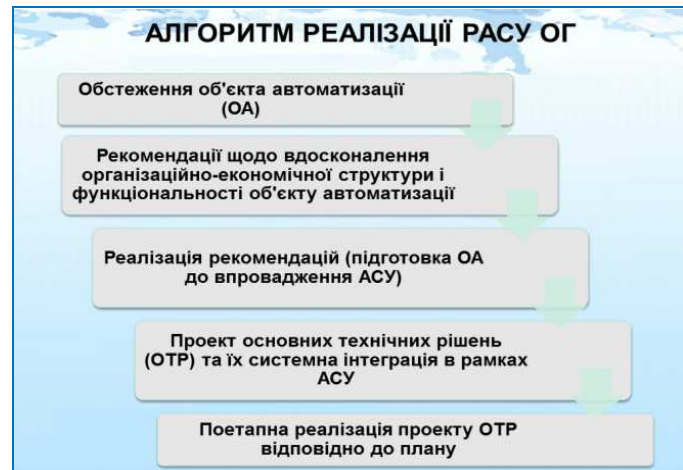 АЛГОРИТМ РЕАЛІЗАЦІЇ РАСУ ОГ
Обстеження об'єкта автоматизації
(ОА)
Рекомендації щодо вдосконалення
організаційно-економічної структури і
функціональності об'єкту автоматизації
Реалізація рекомендацій (підготовка ОА
до впровадження АСУ)
Проект основних технічних рішень
(ОТР) та їх системна інтеграція в рамках
АСУ
Поетапна реалізація проекту ОТР
відповідно до плану